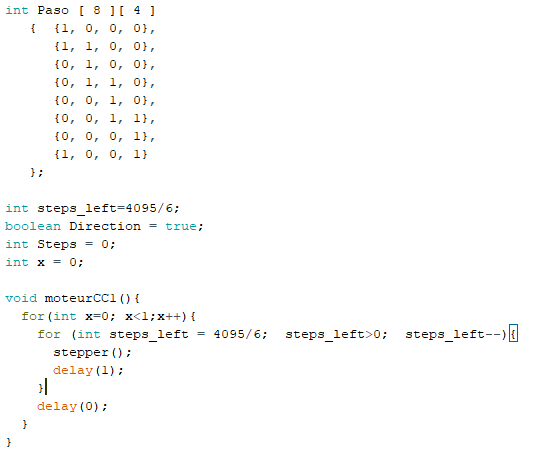 int Paso [ 8 ][ 4 ]
{ {1, 0, 0, 0},
{1, 1, 0, 0},
{0, 1, 0, 0},
{0, 1, 1, 0},
{0, 0, 1, 0},
{0, 0, 1, 1},
{0, 0, 0, 1},
{1, 0, 0, 1}
};
int steps_left=4095/6;
boolean Direction = true;
int Steps = 0;
int x = 0;
void moteurCC1(){
for(int x=0; x<1;x++){
for (int steps_left = 4095/6; steps_left>0; steps_left--){
stepper();
delay(1);
}
delay(0);
}
}